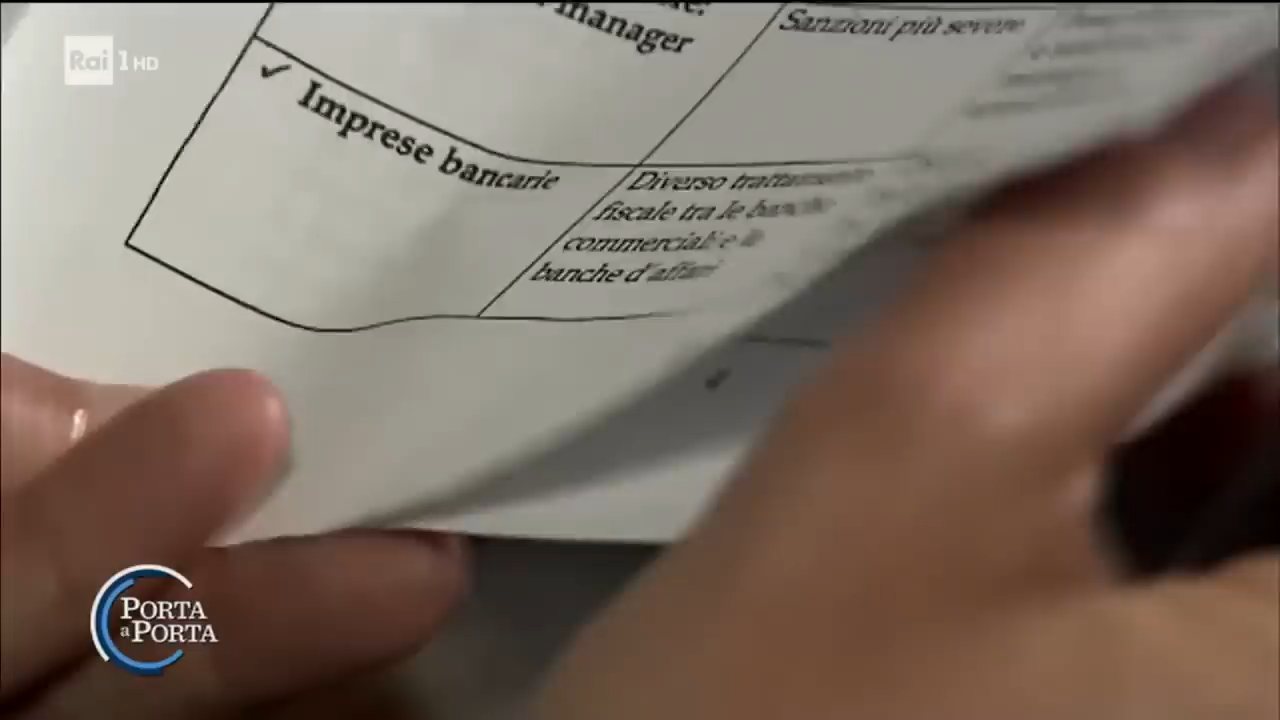 Rai 1 HD
manager
Sanzioni più severe
✓ Imprese bancarie
Diverso trattamento
fiscale tra le banche
commerciali e le
banche d'affari
PORTA
a PORTA